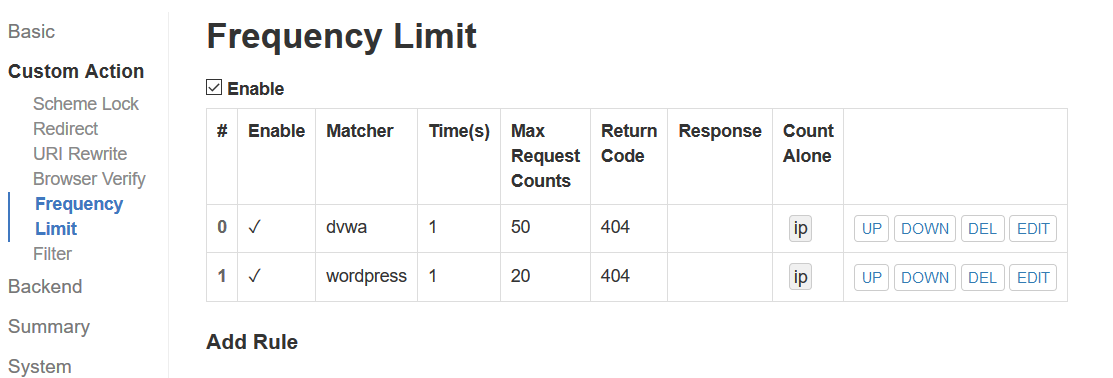 Basic
Custom Action
Scheme Lock
Redirect
URI Rewrite
Browser Verify
Frequency
Limit
Filter
Backend
Summary
System
Frequency Limit
Enable
# Enable Matcher Time(s) Max Return Response Count
Request Code Alone
Counts
0 ✓ dvwa 1 50 404 ip UP DOWN DEL EDIT
1 ✓ wordpress 1 20 404 ip UP DOWN DEL EDIT
Add Rule